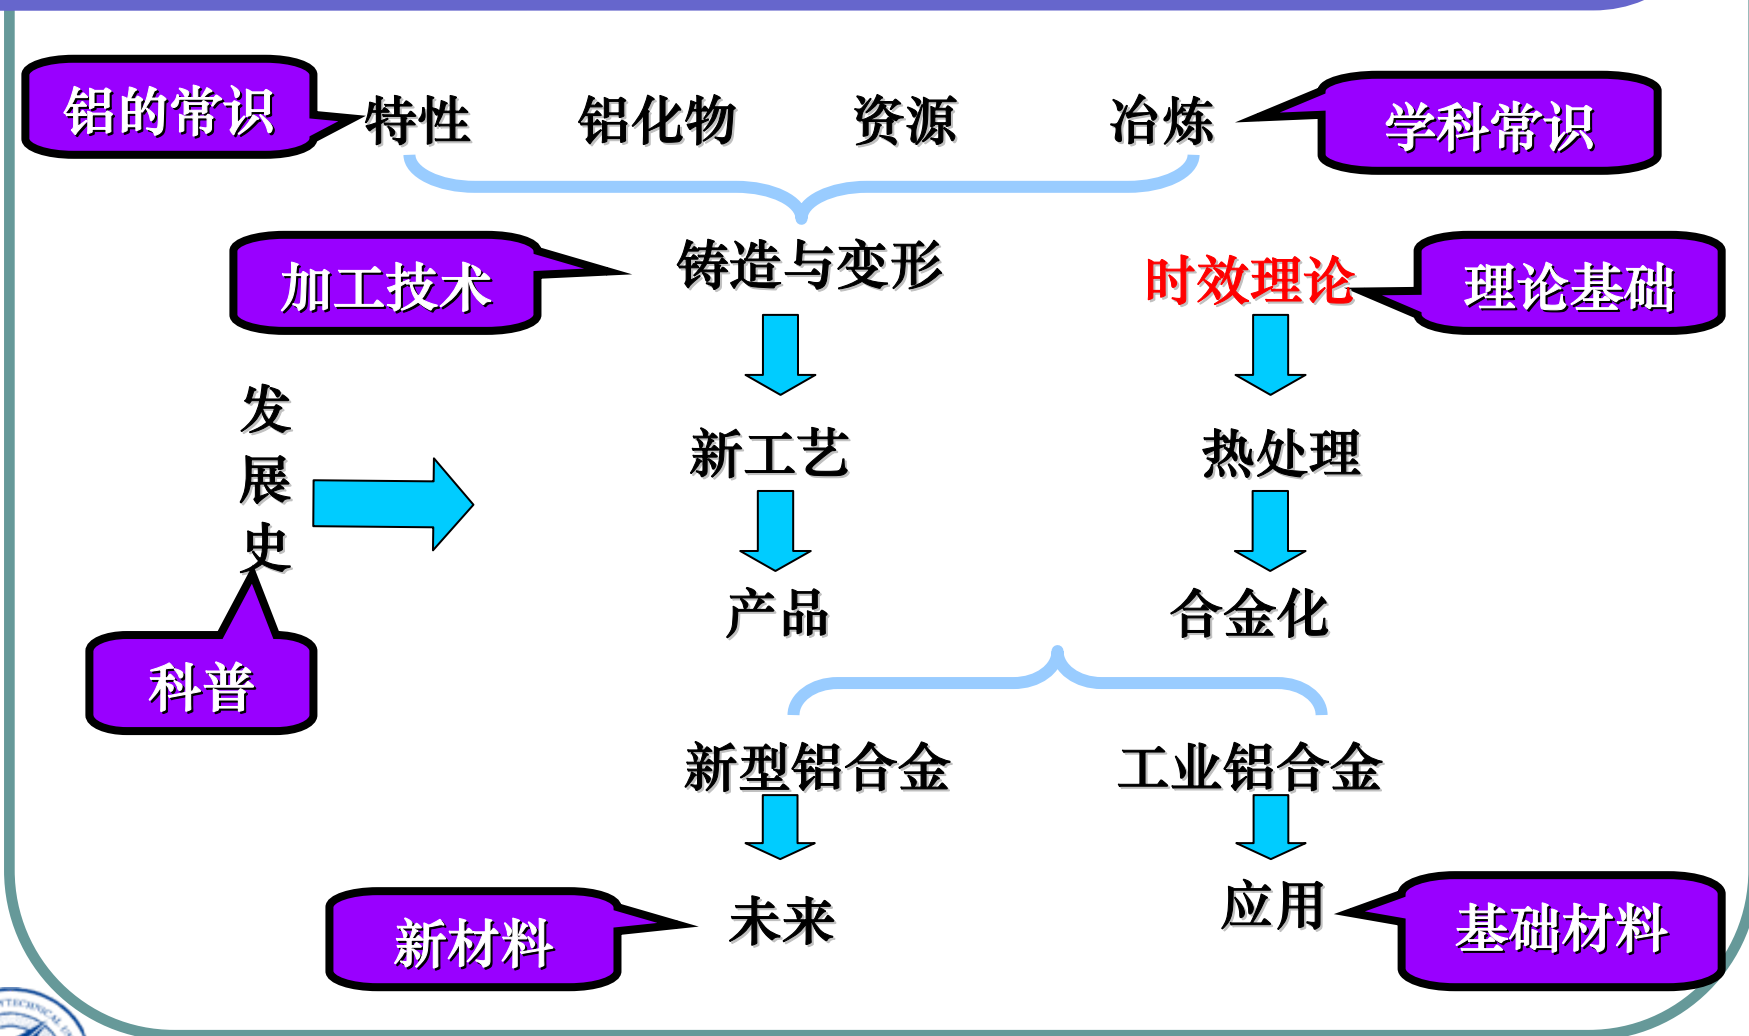 铝的常识
特性 铝化物 资源 冶炼
学科常识
加工技术
铸造与变形
时效理论
理论基础
发
展
史
新工艺
热处理
产品
合金化
科普
新型铝合金
工业铝合金
新材料
未来
应用
基础材料